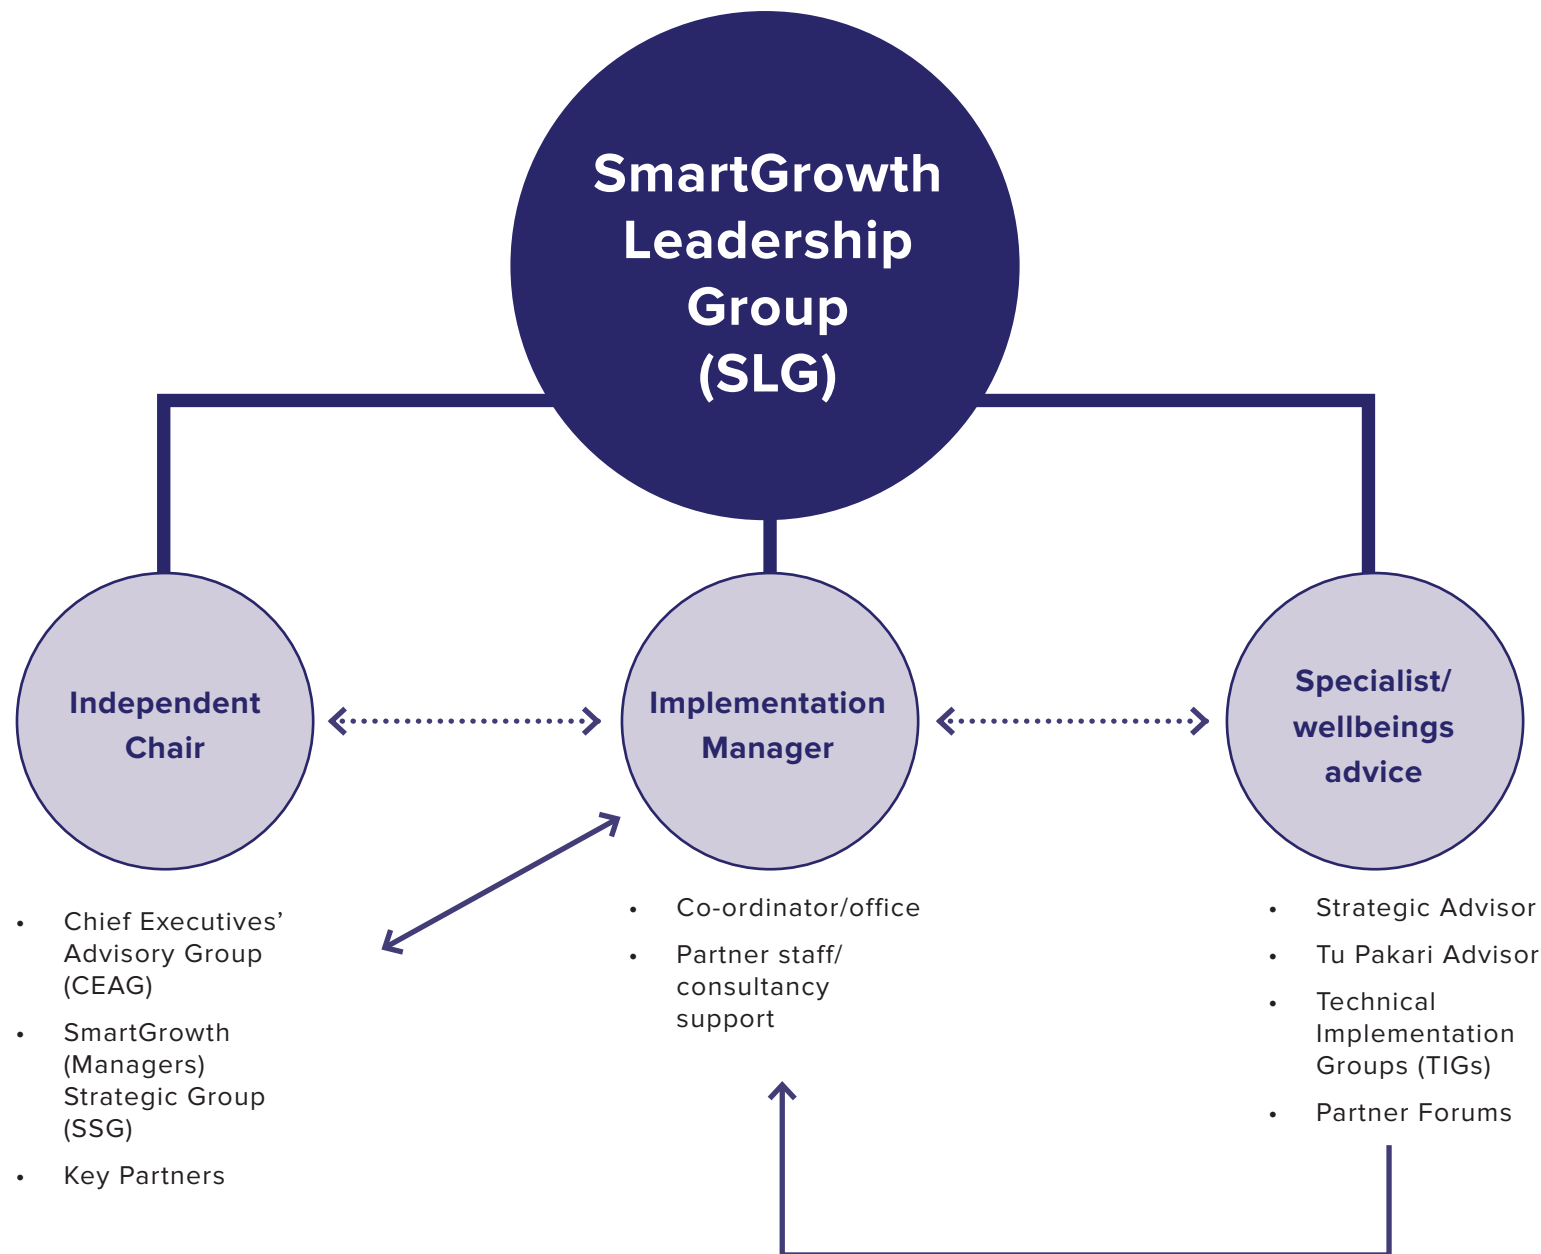 SmartGrowth
Leadership
Group
(SLG)
Independent
Chair
Implementation
Manager
Specialist/
wellbeings
advice
• Chief Executives’
Advisory Group
(CEAG)
• SmartGrowth
(Managers)
Strategic Group
(SSG)
• Key Partners
• Co-ordinator/office
• Partner staff/
consultancy
support
• Strategic Advisor
• Tu Pakari Advisor
• Technical
Implementation
Groups (TIGs)
• Partner Forums